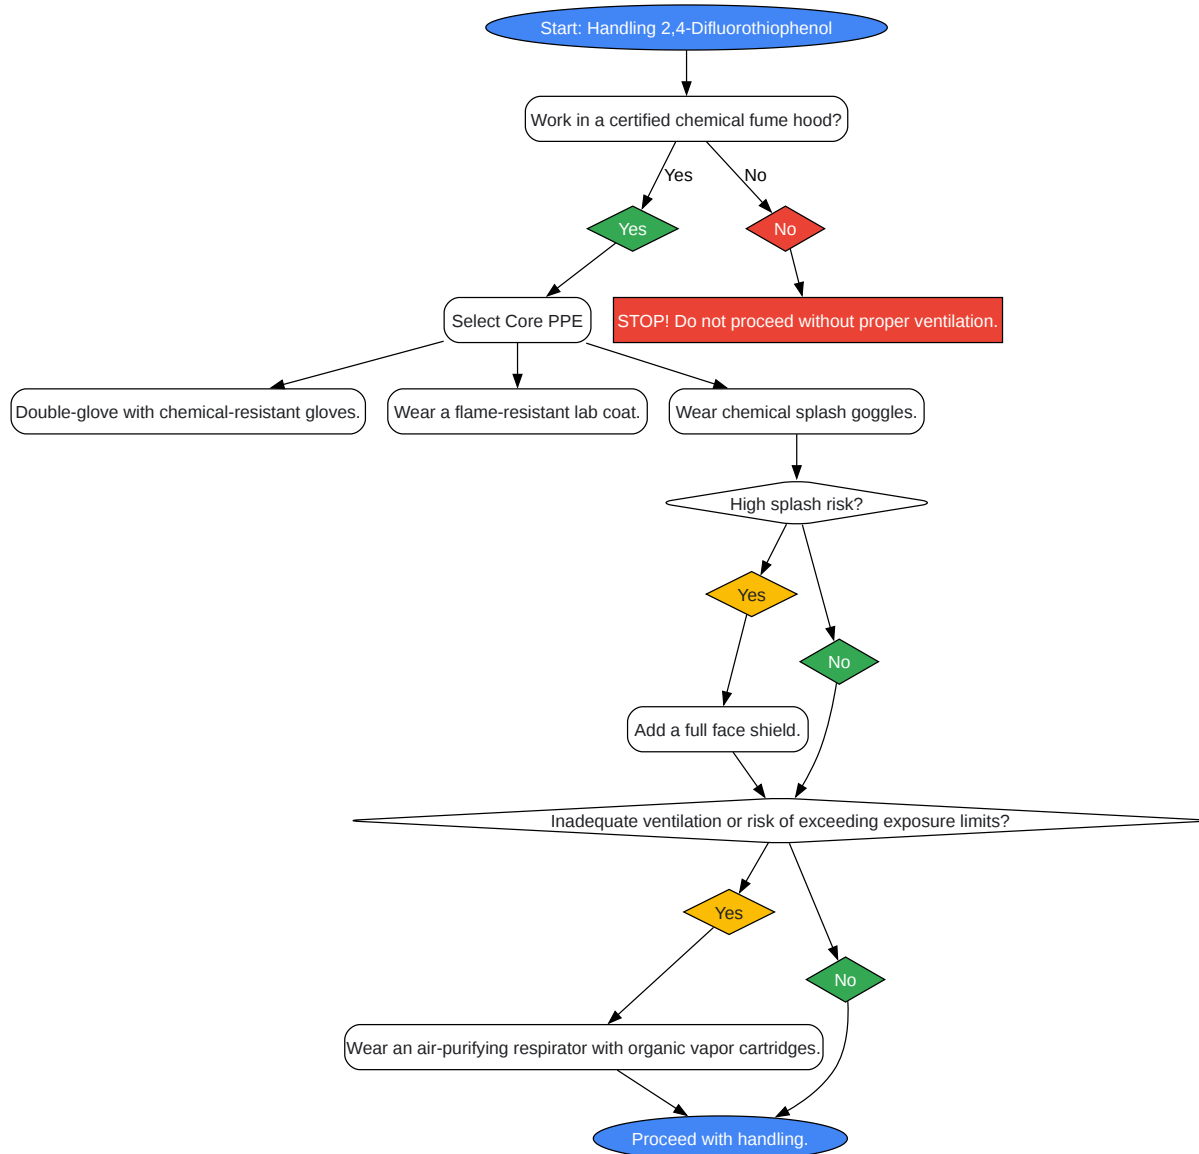 Start: Handling 2,4-Difluorothiophenol
Work in a certified chemical fume hood?
Yes
No
Yes
No
Select Core PPE
STOP! Do not proceed without proper ventilation.
Double-glove with chemical-resistant gloves.
Wear a flame-resistant lab coat.
Wear chemical splash goggles.
High splash risk?
Yes
No
Add a full face shield.
Inadequate ventilation or risk of exceeding exposure limits?
Yes
No
Wear an air-purifying respirator with organic vapor cartridges.
Proceed with handling.